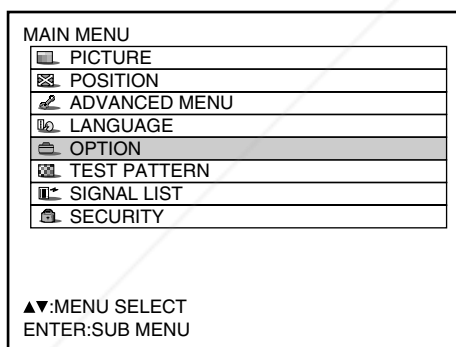 MAIN MENU
PICTURE
POSITION
ADVANCED MENU
LANGUAGE
OPTION
TEST PATTERN
SIGNAL LIST
SECURITY
▲▼:MENU SELECT
ENTER:SUB MENU